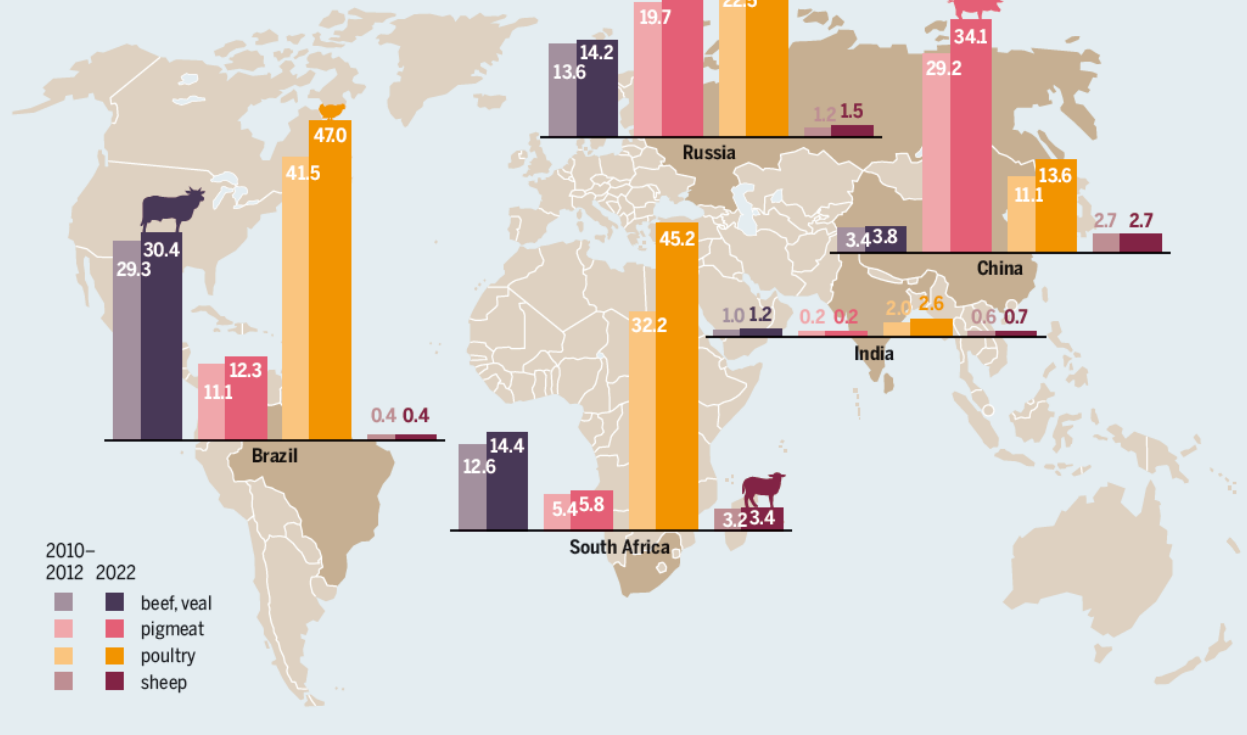 19.7
22.5
13.6 14.2
1.2 1.5
Russia
29.2 34.1
11.1 13.6
3.4 3.8
2.7 2.7
China
29.3 30.4
11.1 12.3
41.5 47.0
0.4 0.4
Brazil
1.0 1.2
0.2 0.2
2.0 2.6
0.6 0.7
India
12.6 14.4
5.4 5.8
32.2 45.2
3.2 3.4
South Africa
2010–
2012 2022
beef, veal
pigmeat
poultry
sheep